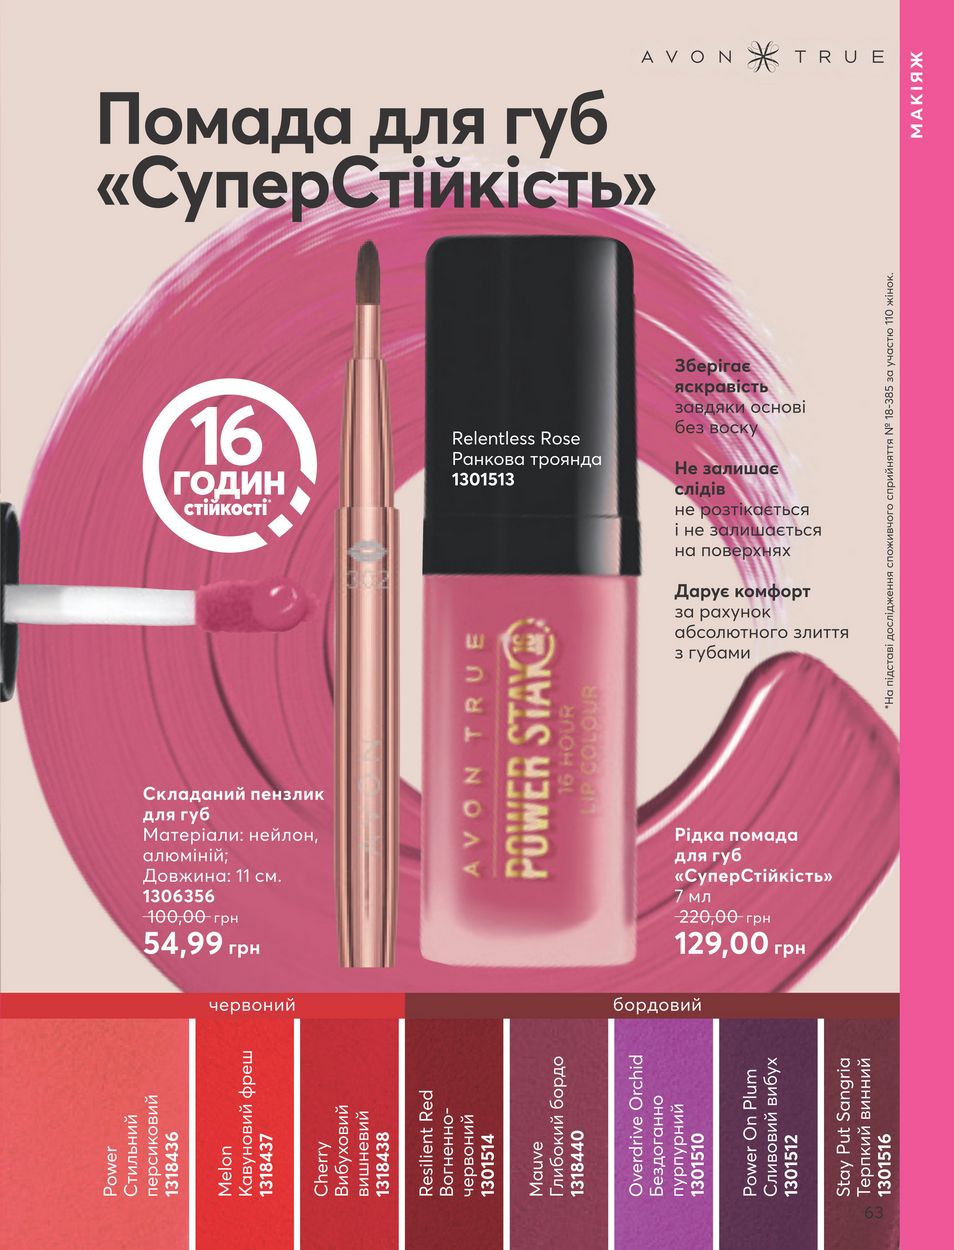 AVON TRUE
МАКІЯЖ
Помада для губ
«СуперСтійкість»
16
ГОДИН
стійкості*
Relentless Rose
Ранкова троянда
1301513
Зберігає
яскравість
завдяки основі
без воску
Не залишає
слідів
не розтікається
і не залишається
на поверхнях
Дарує комфорт
за рахунок
абсолютного злиття
з губами
*На підставі дослідження споживчого сприйняття № 18-385 за участю 110 жінок.
302
AVON
AVON TRUE
POWER STAY 16
16 HOUR
LIP COLOUR
Складаний пензлик
для губ
Матеріали: нейлон,
алюміній;
Довжина: 11 см.
1306356
100,00 грн
54,99 грн
Рідка помада
для губ
«СуперСтійкість»
7 мл
220,00 грн
129,00 грн
червоний
бордовий
Power
Стильний
персиковий
1318436
Melon
Кавуновий фреш
1318437
Cherry
Вибуховий
вишневий
1318438
Resilient Red
Вогненно-
червоний
1301514
Mauve
Глибокий бордо
1318440
Overdrive Orchid
Бездоганно
пурпурний
1301510
Power On Plum
Сливовий вибух
1301512
Stay Put Sangria
Терпкий винний
1301516
63